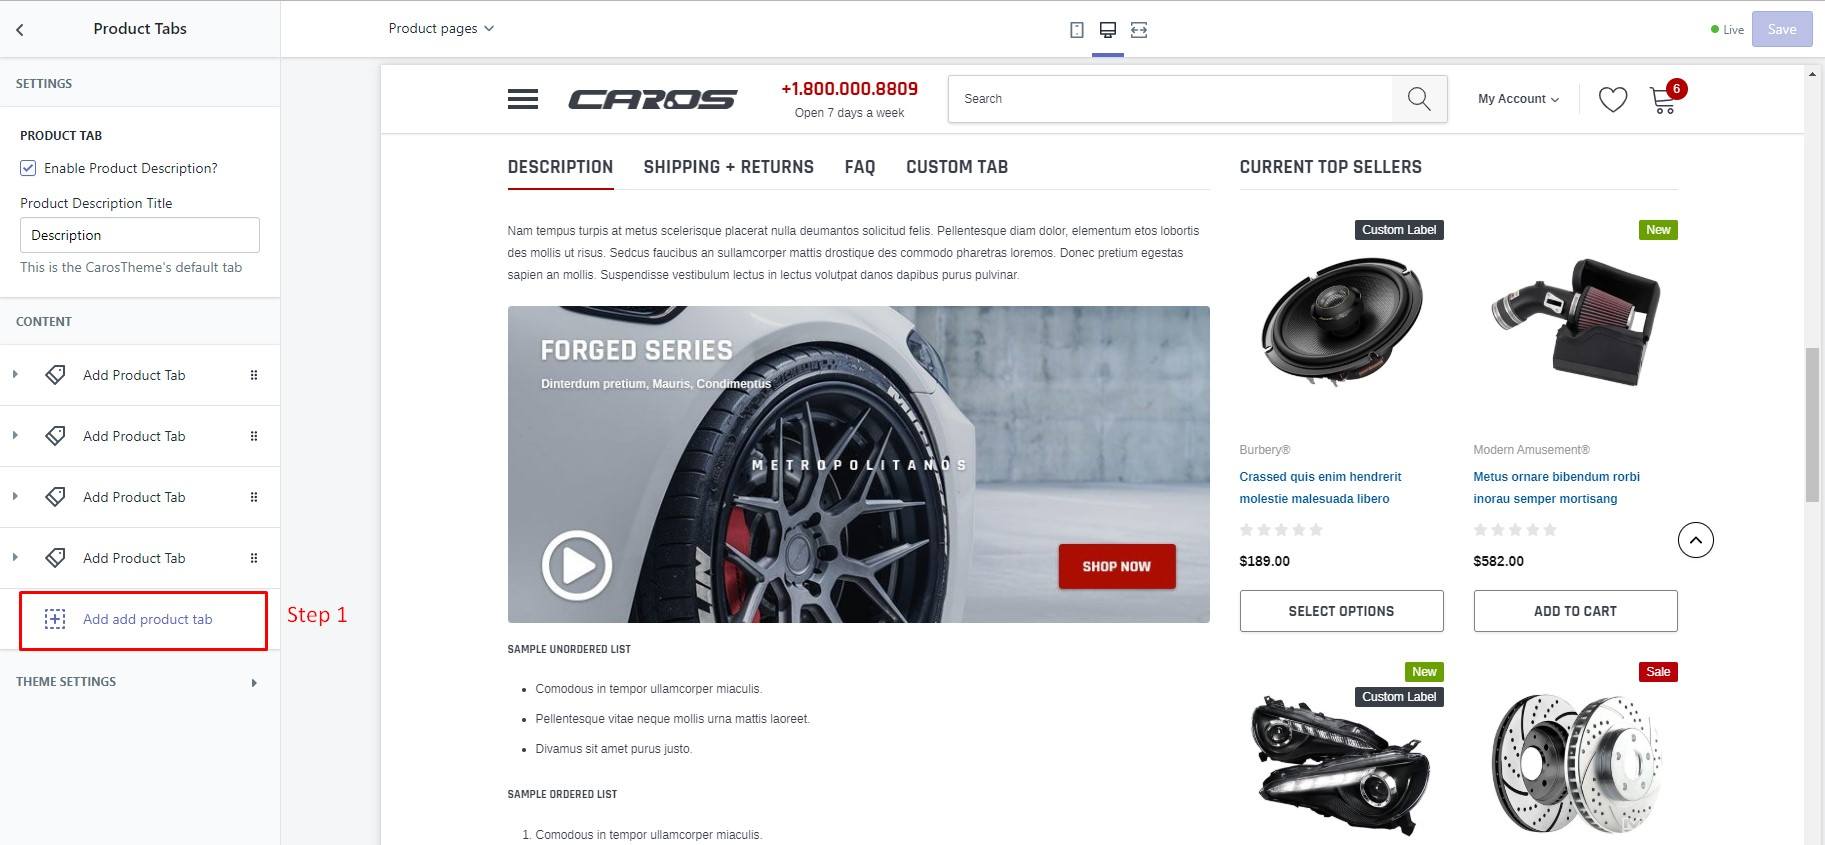 Product Tabs
Product pages
Live
Save
SETTINGS
PRODUCT TAB
Enable Product Description?
Product Description Title
Description
This is the CarosTheme's default tab
CONTENT
Add Product Tab
Add Product Tab
Add Product Tab
Add Product Tab
Add add product tab
Step 1
THEME SETTINGS
CAROS
+1.800.000.8809
Open 7 days a week
Search
My Account
6
DESCRIPTION
SHIPPING + RETURNS
FAQ
CUSTOM TAB
Nam tempus turpis at metus scelerisque placerat nulla deumantos solicitud felis. Pellentesque diam dolor, elementum etos lobortis
des mollis ut risus. Sedcus faucibus an sullamcorper mattis drostique des commodo pharetras loremos. Donec pretium egestas
sapien an mollis. Suspendisse vestibulum lectus in lectus volutpat danos dapibus purus pulvinar.
FORGED SERIES
Dinterdum pretium, Mauris, Condimentus
METROPOLITANOS
SHOP NOW
SAMPLE UNORDERED LIST
Comodous in tempor ullamcorper miaculis.
Pellentesque vitae neque mollis urna mattis laoreet.
Divamus sit amet purus justo.
SAMPLE ORDERED LIST
1. Comodous in tempor ullamcorper miaculis.
CURRENT TOP SELLERS
Custom Label
Burbery®
Crassed quis enim hendrerit
molestie malesuada libero
$189.00
SELECT OPTIONS
New
Modern Amusement®
Metus ornare bibendum rorbi
inorau semper mortisang
$582.00
ADD TO CART
New
Custom Label
Sale